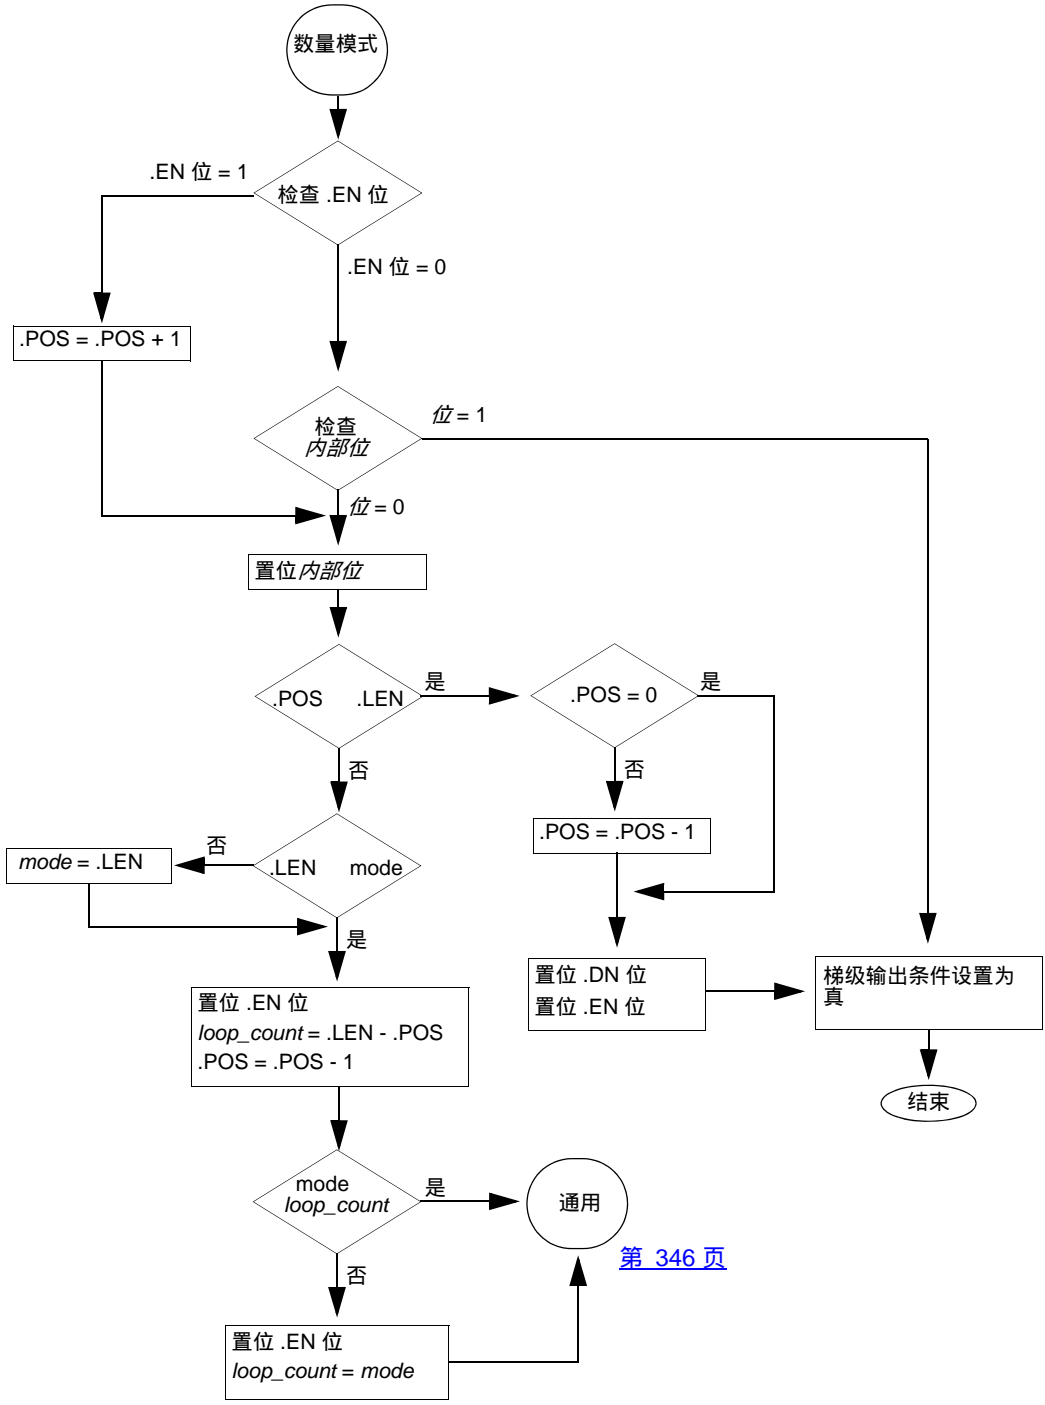 数量模式
.EN 位 = 1
检查 .EN 位
.EN 位 = 0
.POS = .POS + 1
检查
内部位
位 = 1
位 = 0
置位内部位
.POS .LEN
是
.POS = 0
是
否
否
.POS = .POS - 1
.LEN mode
否
mode = .LEN
是
置位 .DN 位
置位 .EN 位
梯级输出条件设置为
真
置位 .EN 位
loop_count = .LEN - .POS
.POS = .POS - 1
结束
mode
loop_count
是
通用
第 346 页
否
置位 .EN 位
loop_count = mode